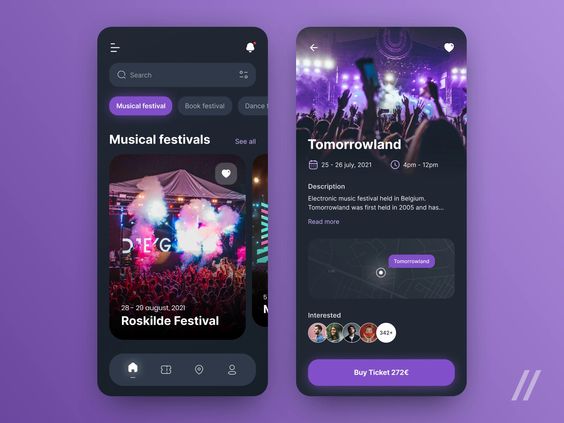 Search
Musical festival
Book festival
Dance
Musical festivals
See all
28 - 29 august, 2021
Roskilde Festival
5
Tomorrowland
25 - 26 july, 2021
4pm - 12pm
Description
Electronic music festival held in Belgium.
Tomorrowland was first held in 2005 and has...
Read more
Tomorrowland
Interested
342+
Buy Ticket 272€